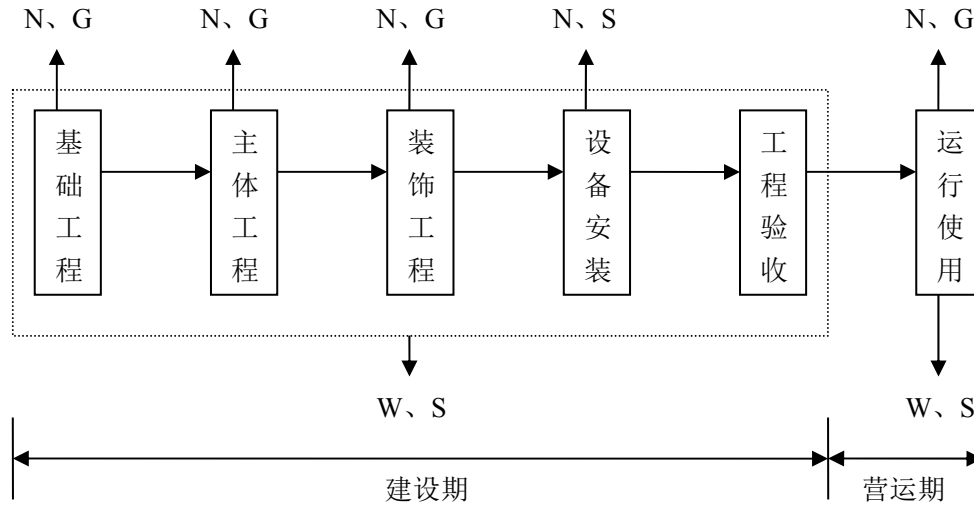 N、G N、G N、G N、S N、G
基础工程
主体工程
装饰工程
设备安装
工程验收
运行使用
W、S W、S
建设期 营运期